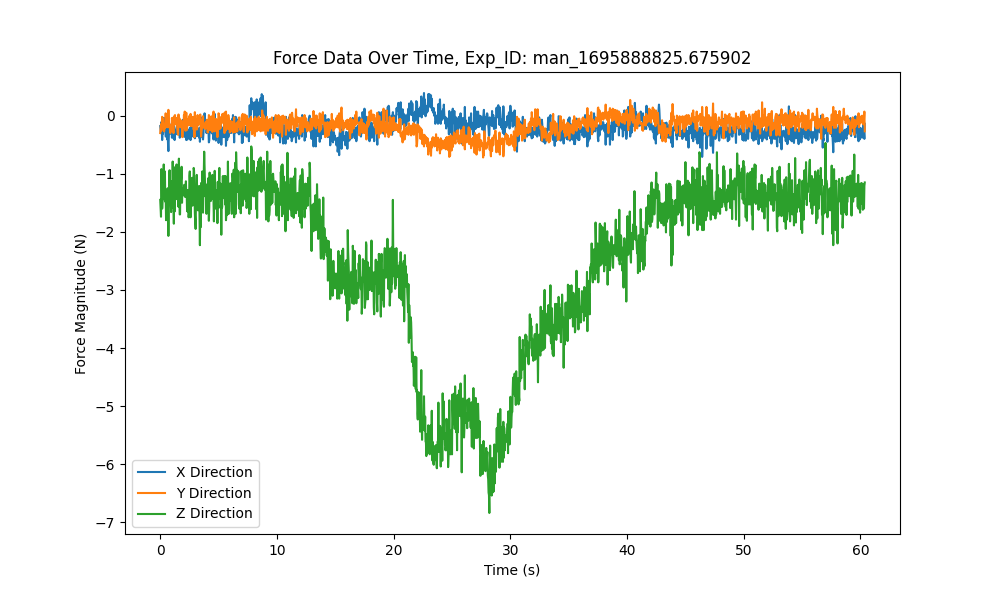 Force Data Over Time, Exp_ID: man_1695888825.675902
Force Magnitude (N)
0
−1
−2
−3
−4
−5
−6
−7
X Direction
Y Direction
Z Direction
0
10
20
30
40
50
60
Time (s)